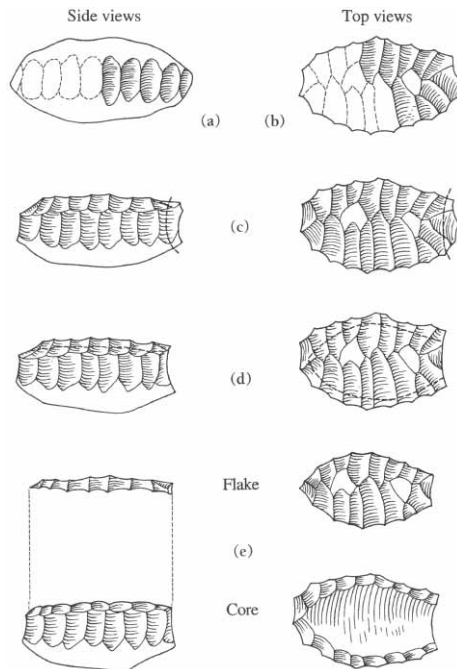 Side views
Top views
(a)
(b)
(c)
(d)
Flake
(e)
Core